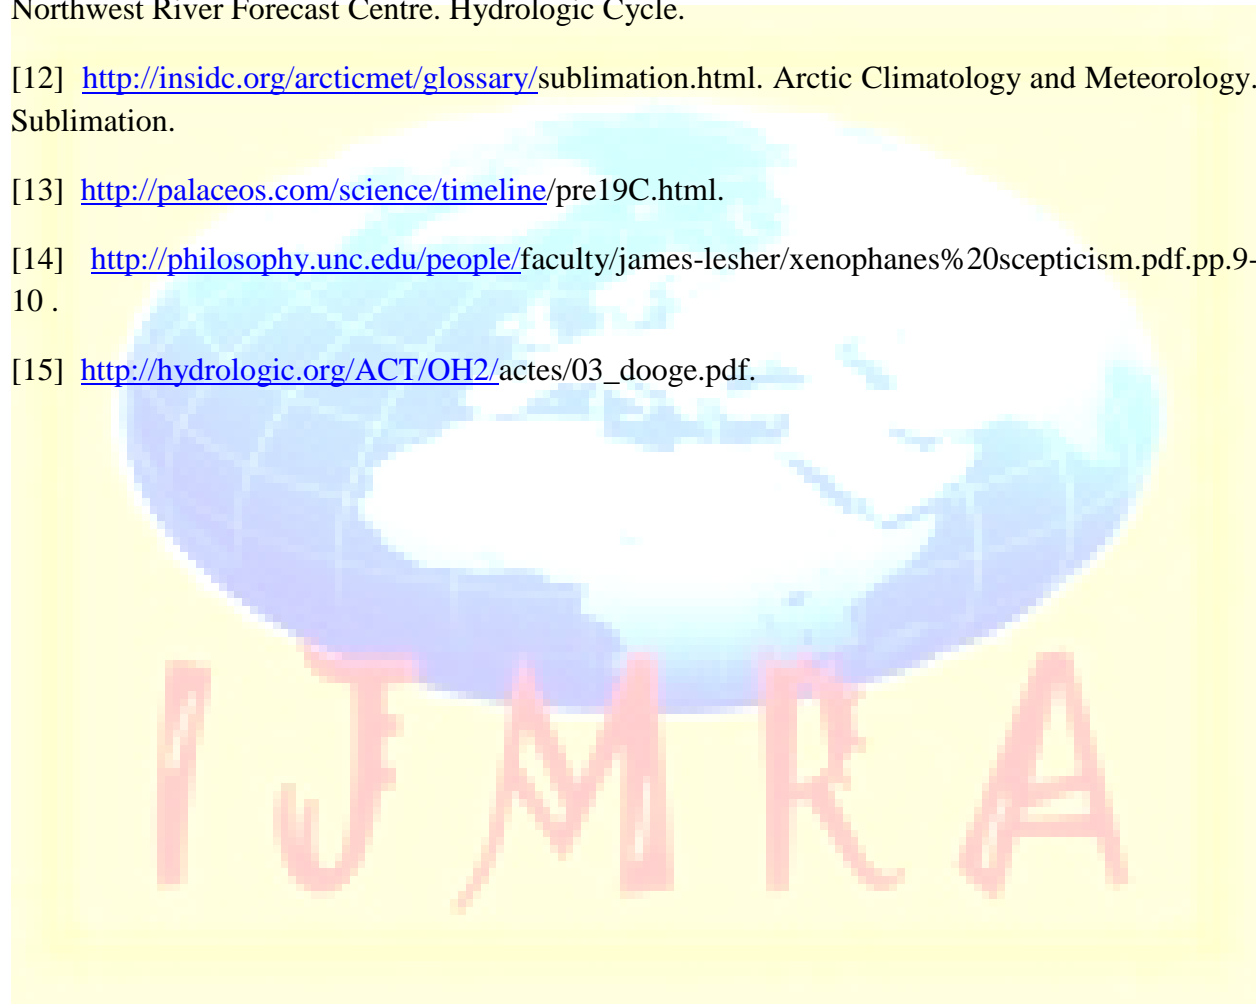 Northwest River Forecast Centre. Hydrologic Cycle.
[12] http://insidc.org/arcticmet/glossary/sublimation.html. Arctic Climatology and Meteorology.
Sublimation.
[13] http://palaceos.com/science/timeline/pre19C.html.
[14] http://philosophy.unc.edu/people/faculty/james-lesher/xenophanes%20scepticism.pdf.pp.9-
10 .
[15] http://hydrologic.org/ACT/OH2/actes/03_dooge.pdf.
IJMRA